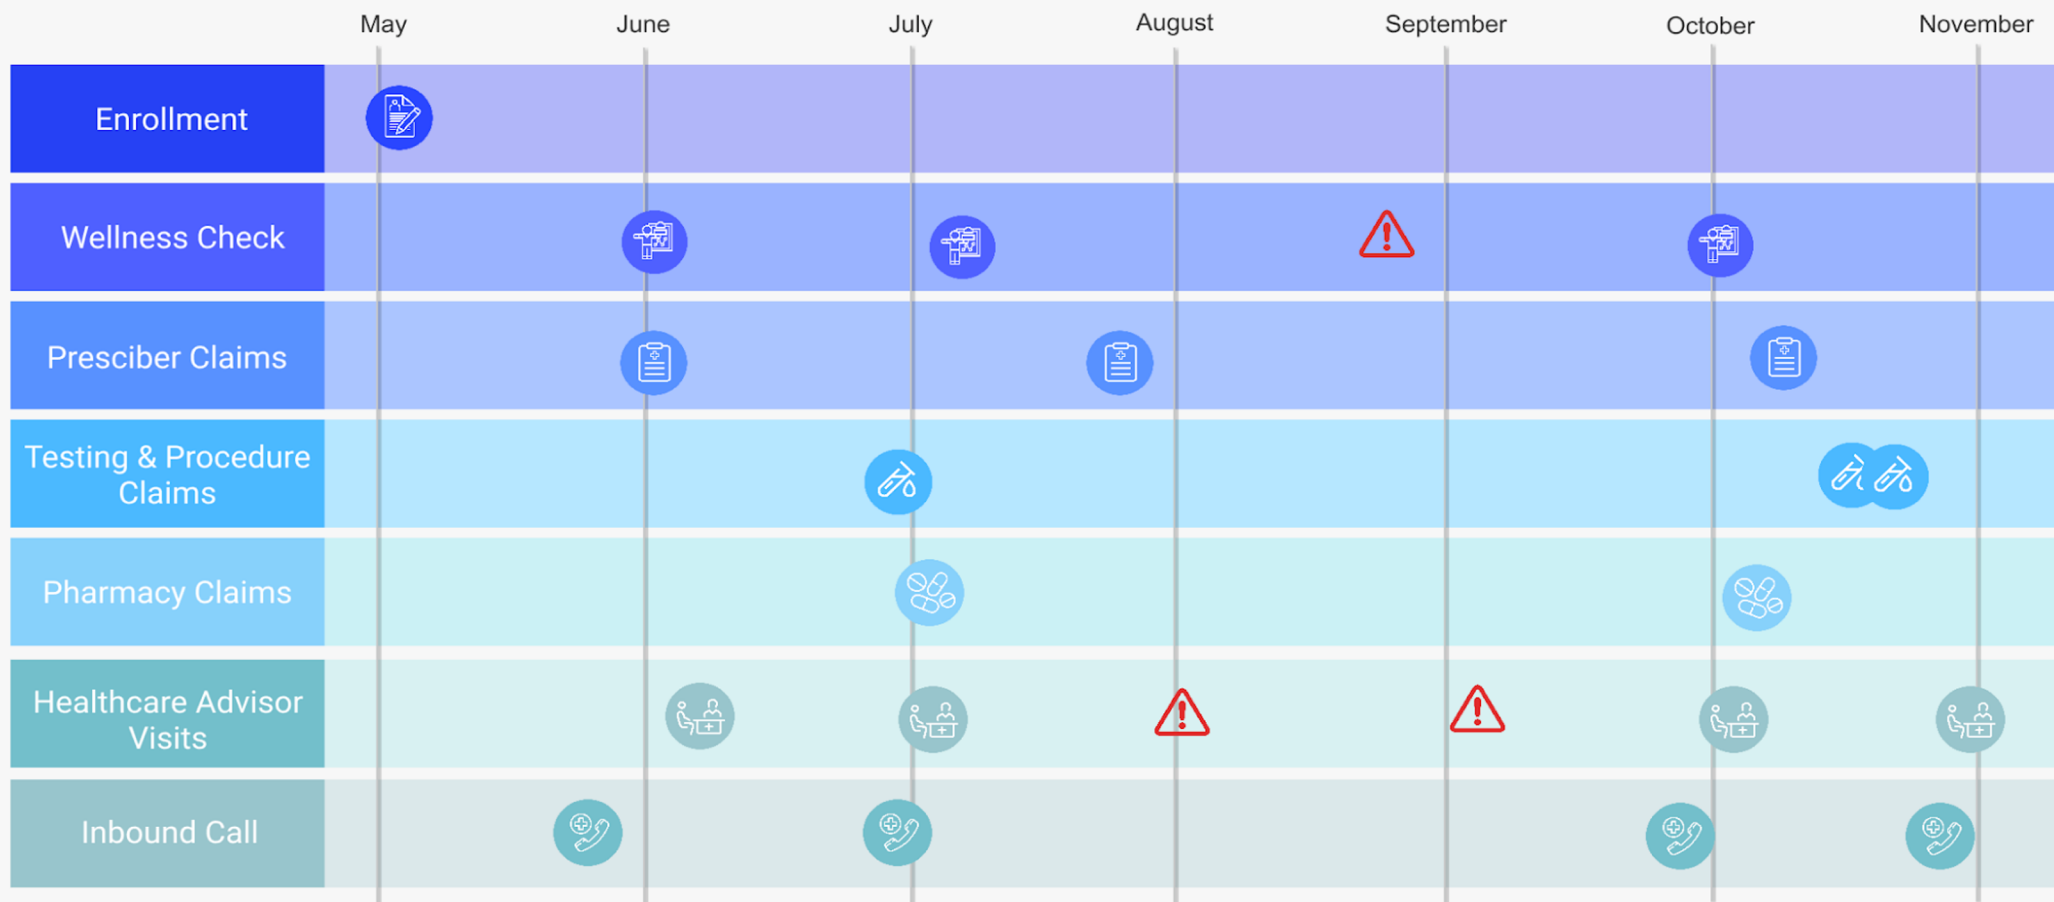 May June July August September October November
Enrollment
Wellness Check
Presciber Claims
Testing & Procedure
Claims
Pharmacy Claims
Healthcare Advisor
Visits
Inbound Call